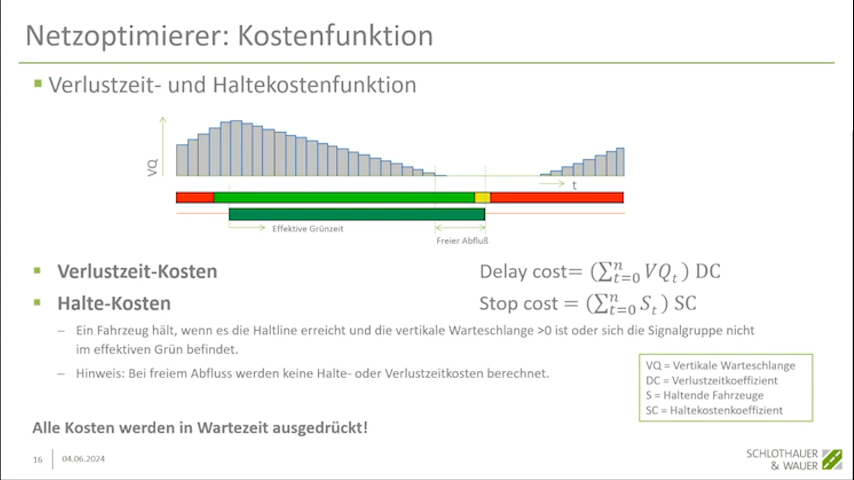 Netzoptimierer: Kostenfunktion
Verlustzeit- und Haltekostenfunktion
VQ
t
Effektive Grünzeit
Freier Abfluß
Verlustzeit-Kosten
Delay cost= (∑ⁿₜ₌₀ VQₜ ) DC
Halte-Kosten
Stop cost = (∑ⁿₜ₌₀ Sₜ ) SC
– Ein Fahrzeug hält, wenn es die Haltline erreicht und die vertikale Warteschlange >0 ist oder sich die Signalgruppe nicht
im effektiven Grün befindet.
– Hinweis: Bei freiem Abfluss werden keine Halte- oder Verlustzeitkosten berechnet.
VQ = Vertikale Warteschlange
DC = Verlustzeitkoeffizient
S = Haltende Fahrzeuge
SC = Haltekostenkoeffizient
Alle Kosten werden in Wartezeit ausgedrückt!
16 04.06.2024
SCHLOTHAUER
& WAUER